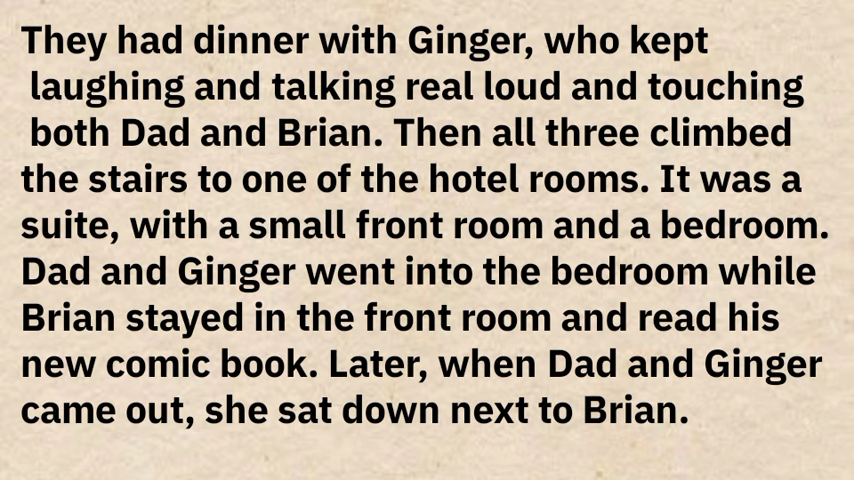 They had dinner with Ginger, who kept
laughing and talking real loud and touching
both Dad and Brian. Then all three climbed
the stairs to one of the hotel rooms. It was a
suite, with a small front room and a bedroom.
Dad and Ginger went into the bedroom while
Brian stayed in the front room and read his
new comic book. Later, when Dad and Ginger
came out, she sat down next to Brian.